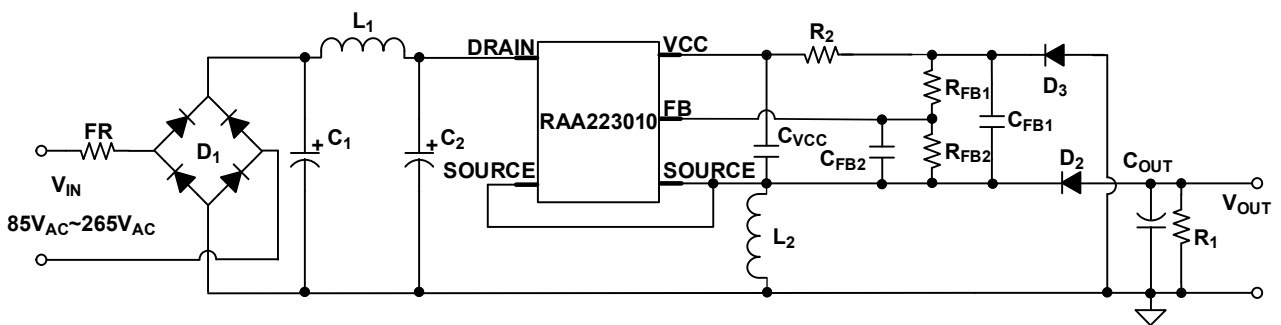 L1
DRAIN
VCC
R2
RFB1
D3
FR
D1
+ C1
+ C2
RAA223010
FB
CVCC
CFB2
RFB2
CFB1
SOURCE
SOURCE
D2
COUT
VIN
VOUT
85VAC~265VAC
L2
R1